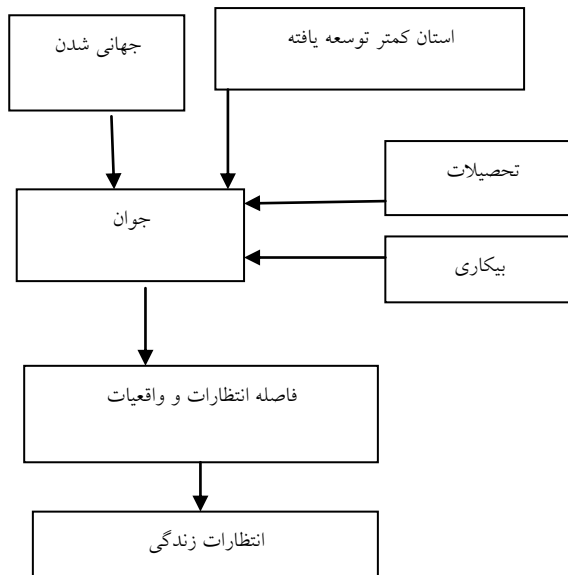 استان کمتر توسعه یافته
جهانی شدن
تحصیلات
جوان
بیکاری
فاصله انتظارات و واقعیات
انتظارات زندگی